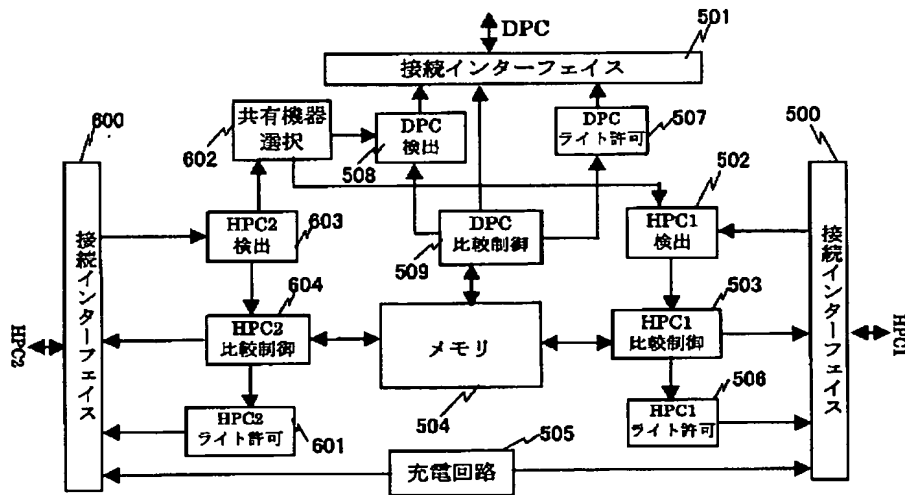 DPC
501
接続インターフェイス
600
共有機器
選択
602
DPC
検出
508
DPC
ライト許可
507
500
502
HPC2
検出
603
DPC
比較制御
509
HPC1
検出
接続インターフェイス
接続インターフェイス
604
HPC2
比較制御
メモリ
504
503
HPC1
比較制御
HPC2
HPC1
HPC2
ライト許可
601
506
HPC1
ライト許可
505
充電回路